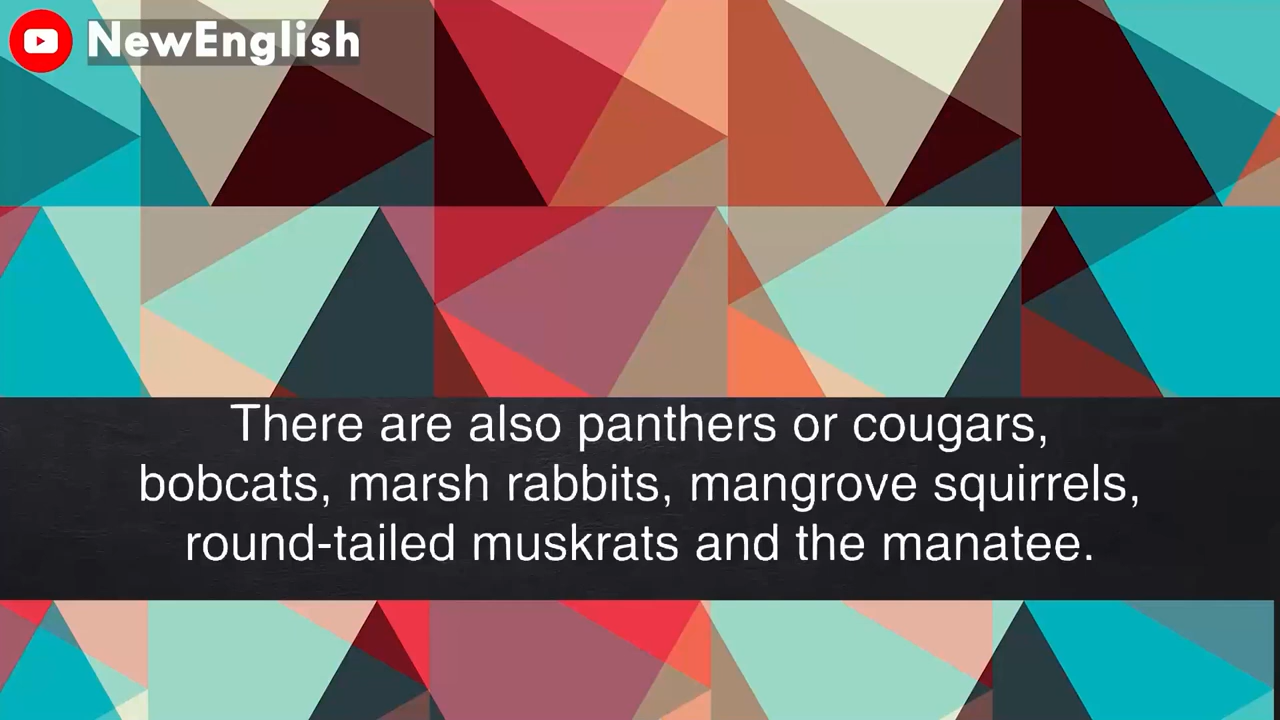 NewEnglish
There are also panthers or cougars,
bobcats, marsh rabbits, mangrove squirrels,
round-tailed muskrats and the manatee.